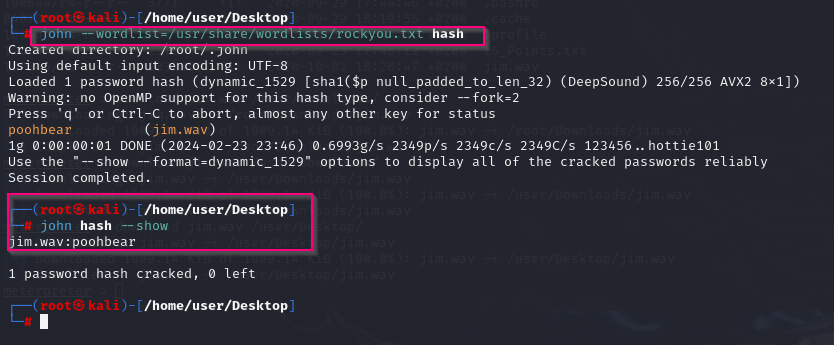 ┌──(root㉿kali)-[/home/user/Desktop]
└─# john --wordlist=/usr/share/wordlists/rockyou.txt hash
Created directory: /root/.john
Using default input encoding: UTF-8
Loaded 1 password hash (dynamic_1529 [sha1($p null_padded_to_len_32) (DeepSound) 256/256 AVX2 8×1])
Warning: no OpenMP support for this hash type, consider --fork=2
Press 'q' or Ctrl-C to abort, almost any other key for status
poohbear         (jim.wav)
1g 0:00:00:01 DONE (2024-02-23 23:46) 0.6993g/s 2349p/s 2349c/s 2349C/s 123456..hottie101
Use the "--show --format=dynamic_1529" options to display all of the cracked passwords reliably
Session completed.
┌──(root㉿kali)-[/home/user/Desktop]
└─# john hash --show
jim.wav:poohbear
1 password hash cracked, 0 left
┌──(root㉿kali)-[/home/user/Desktop]
└─#